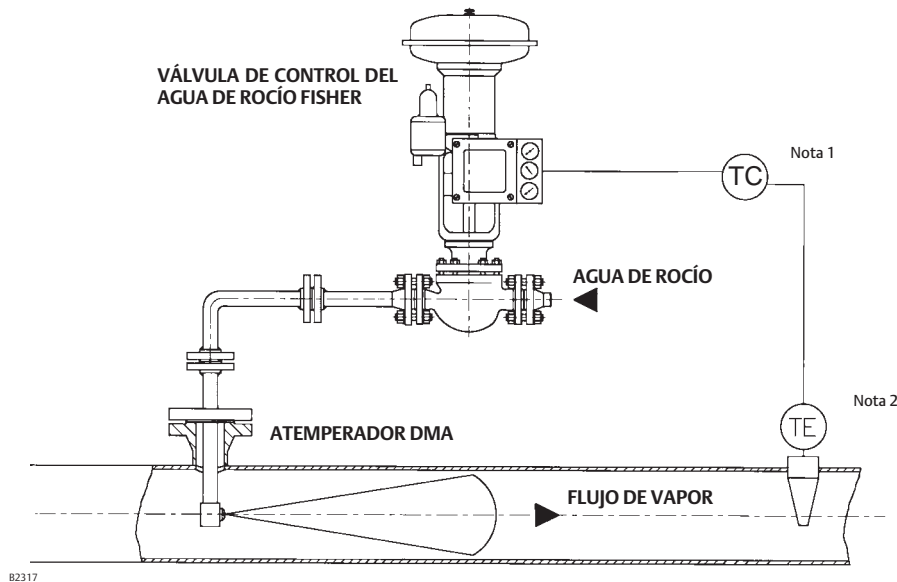 VÁLVULA DE CONTROL DEL
AGUA DE ROCÍO FISHER
Nota 1
TC
AGUA DE ROCÍO
Nota 2
TE
ATEMPERADOR DMA
FLUJO DE VAPOR
B2317